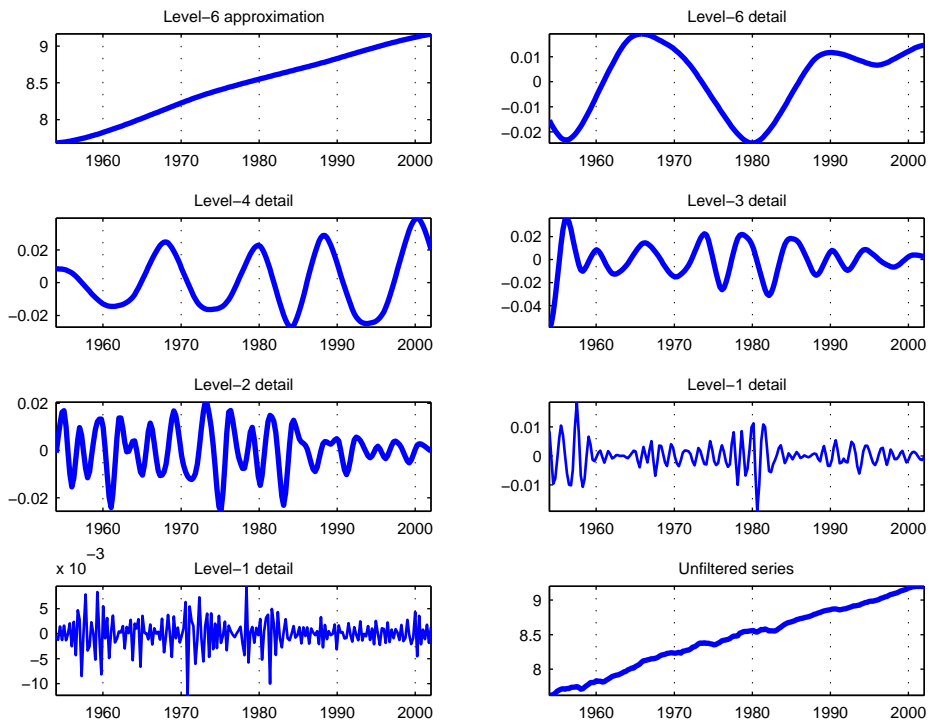 Level−6 approximation
9
8.5
8
1960 1970 1980 1990 2000
Level−6 detail
0.01
0
−0.01
−0.02
1960 1970 1980 1990 2000
Level−4 detail
0.02
0
−0.02
1960 1970 1980 1990 2000
Level−3 detail
0.02
0
−0.02
−0.04
1960 1970 1980 1990 2000
Level−2 detail
0.02
0
−0.02
1960 1970 1980 1990 2000
Level−1 detail
0.01
0
−0.01
1960 1970 1980 1990 2000
x 10−3
Level−1 detail
5
0
−5
−10
1960 1970 1980 1990 2000
Unfiltered series
9
8.5
8
1960 1970 1980 1990 2000